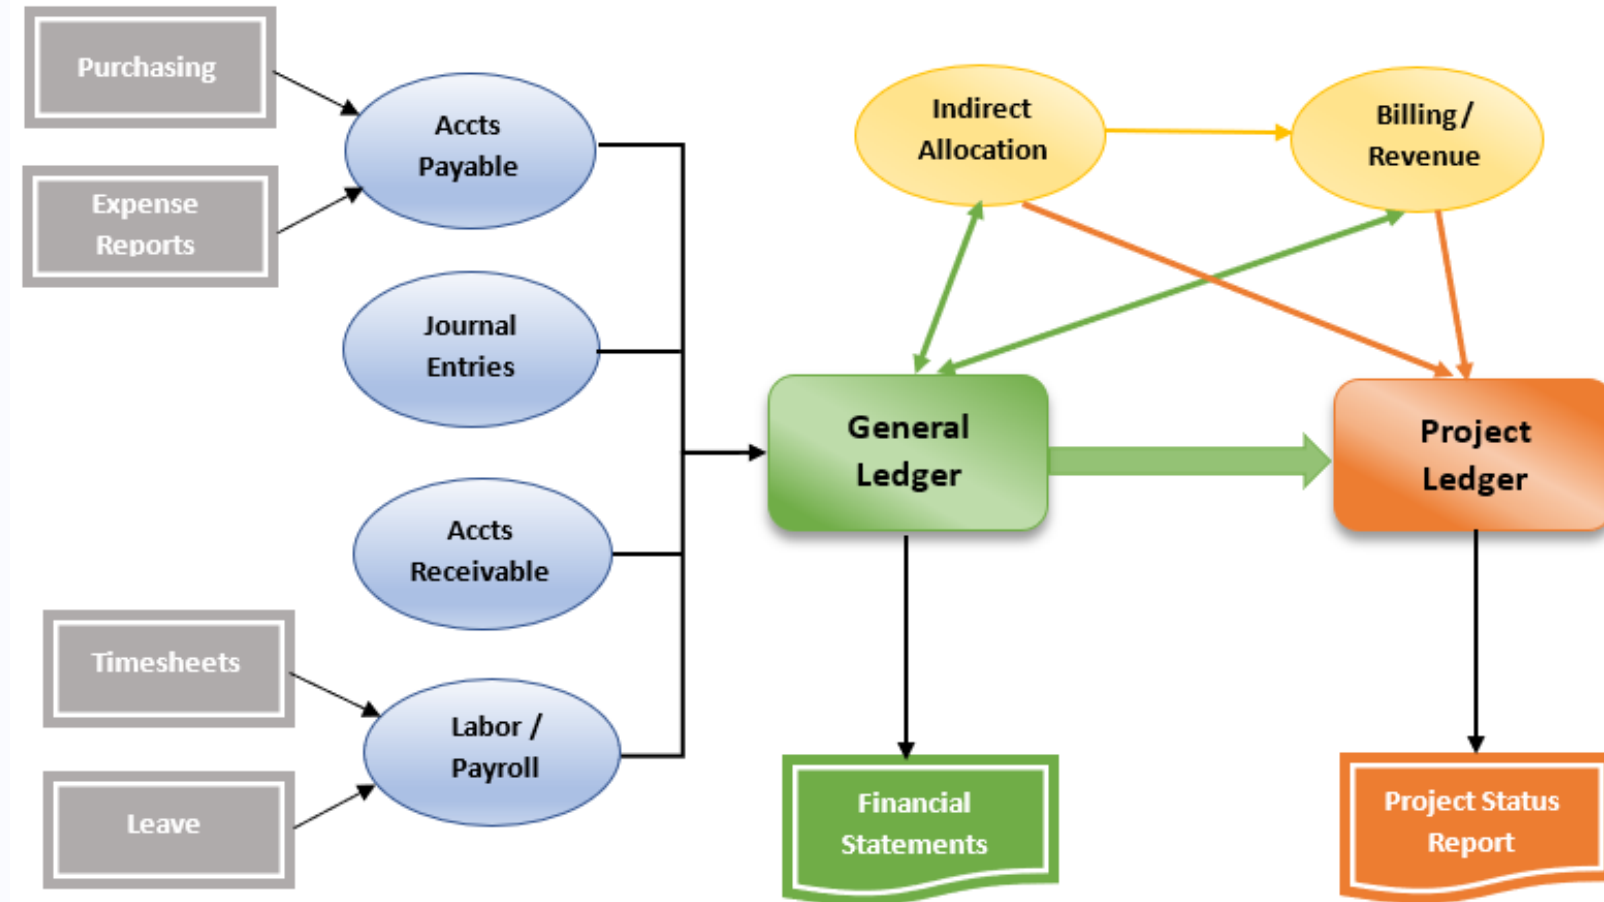 Purchasing
Expense
Reports
Accts
Payable
Journal
Entries
Accts
Receivable
Timesheets
Leave
Labor /
Payroll
Indirect
Allocation
Billing/
Revenue
General
Ledger
Project
Ledger
Financial
Statements
Project Status
Report